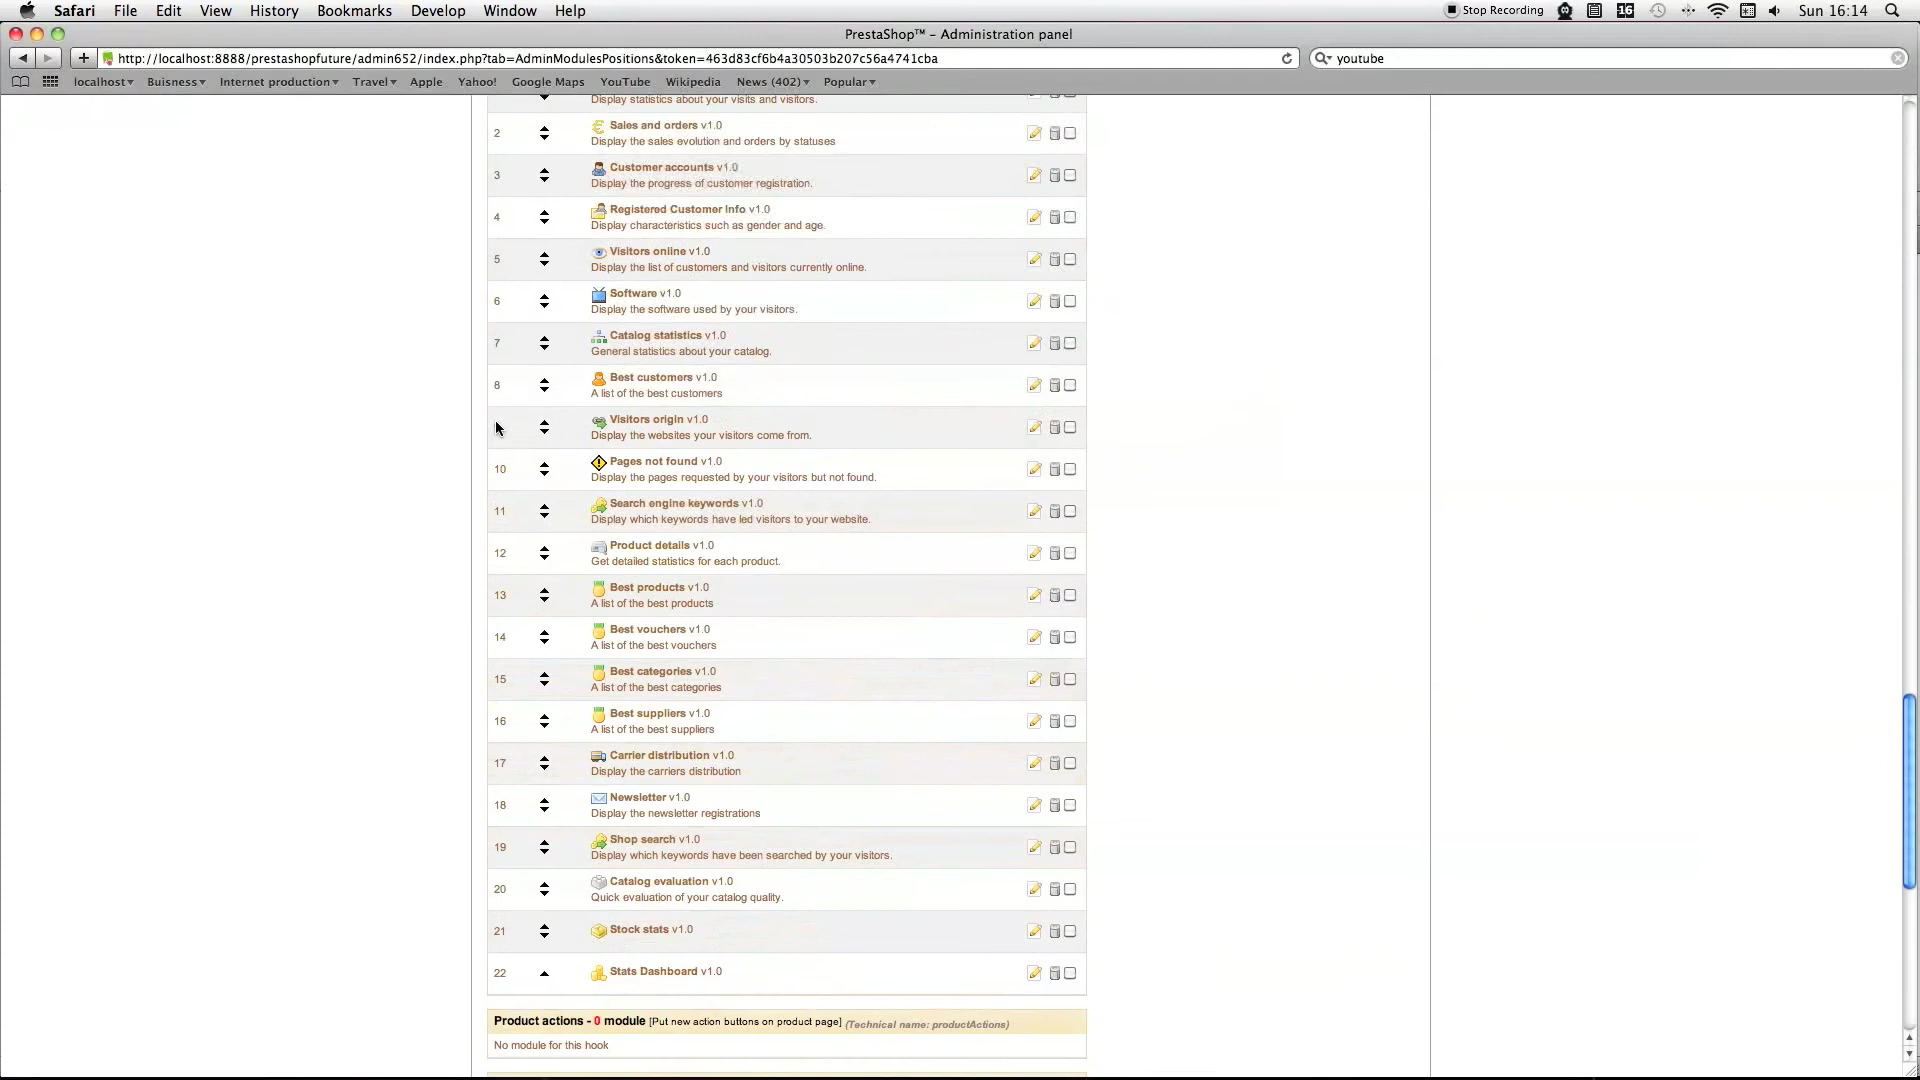 Safari File Edit View History Bookmarks Develop Window Help Stop Recording 16 Sun 16:14
PrestaShop™ – Administration panel
http://localhost:8888/prestashopfuture/admin652/index.php?tab=AdminModulesPositions&token=463d83cf6b4a30503b207c56a4741cba youtube
localhost Buisness Internet production Travel Apple Yahoo! Google Maps YouTube Wikipedia News (402) Popular
Display statistics about your visits and visitors.
2 Sales and orders v1.0
Display the sales evolution and orders by statuses
3 Customer accounts v1.0
Display the progress of customer registration.
4 Registered Customer Info v1.0
Display characteristics such as gender and age.
5 Visitors online v1.0
Display the list of customers and visitors currently online.
6 Software v1.0
Display the software used by your visitors.
7 Catalog statistics v1.0
General statistics about your catalog.
8 Best customers v1.0
A list of the best customers
Visitors origin v1.0
Display the websites your visitors come from.
10 Pages not found v1.0
Display the pages requested by your visitors but not found.
11 Search engine keywords v1.0
Display which keywords have led visitors to your website.
12 Product details v1.0
Get detailed statistics for each product.
13 Best products v1.0
A list of the best products
14 Best vouchers v1.0
A list of the best vouchers
15 Best categories v1.0
A list of the best categories
16 Best suppliers v1.0
A list of the best suppliers
17 Carrier distribution v1.0
Display the carriers distribution
18 Newsletter v1.0
Display the newsletter registrations
19 Shop search v1.0
Display which keywords have been searched by your visitors.
20 Catalog evaluation v1.0
Quick evaluation of your catalog quality.
21 Stock stats v1.0
22 Stats Dashboard v1.0
Product actions - 0 module [Put new action buttons on product page] (Technical name: productActions)
No module for this hook